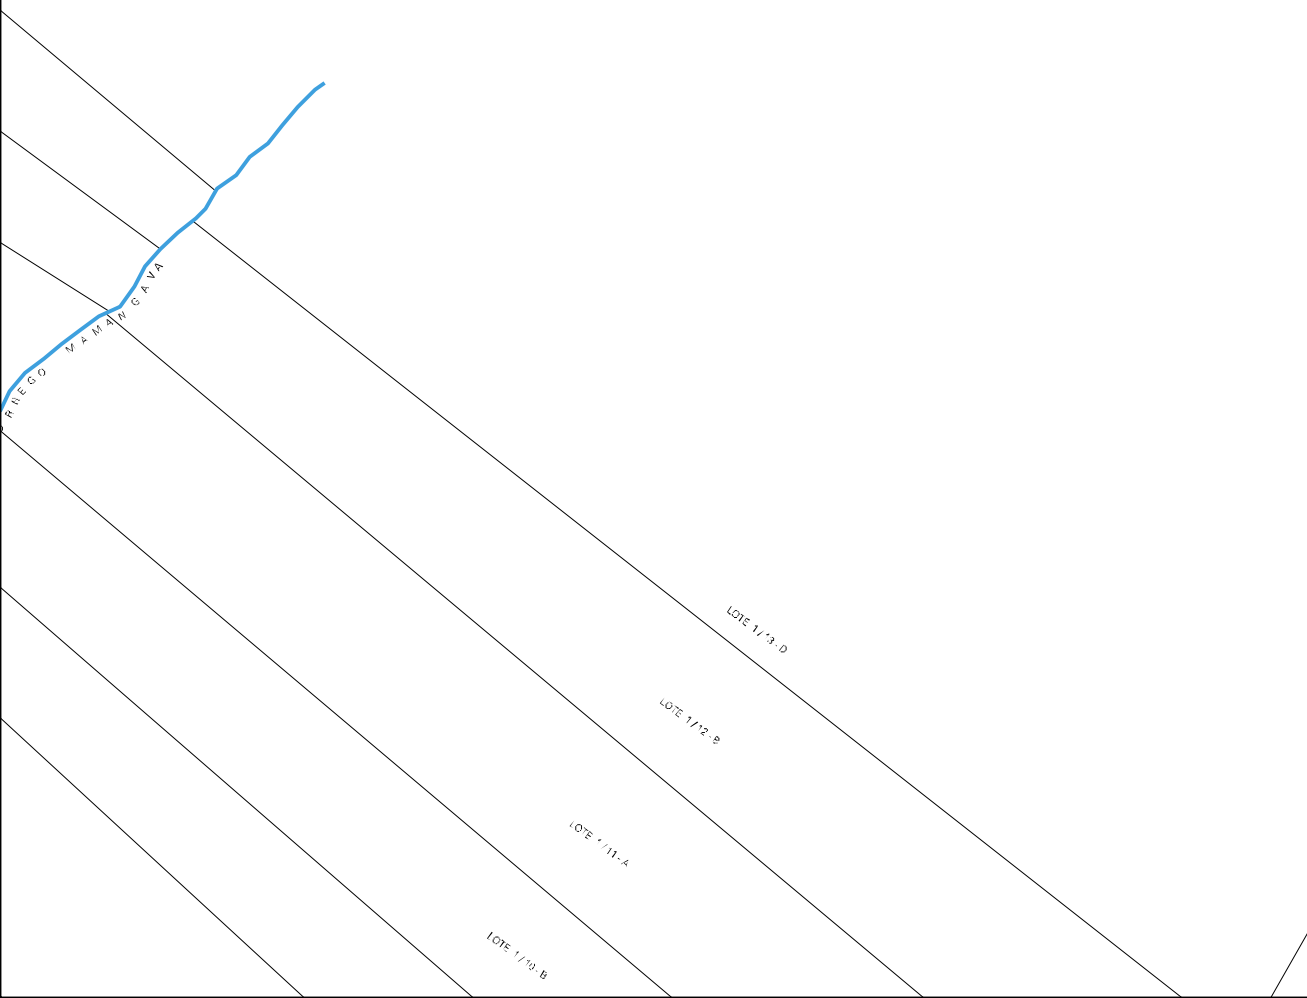 RREGO MAMANGAVA
LOTE 1/13-D
LOTE 1/12-B
LOTE 1/11-A
LOTE 1/10-B